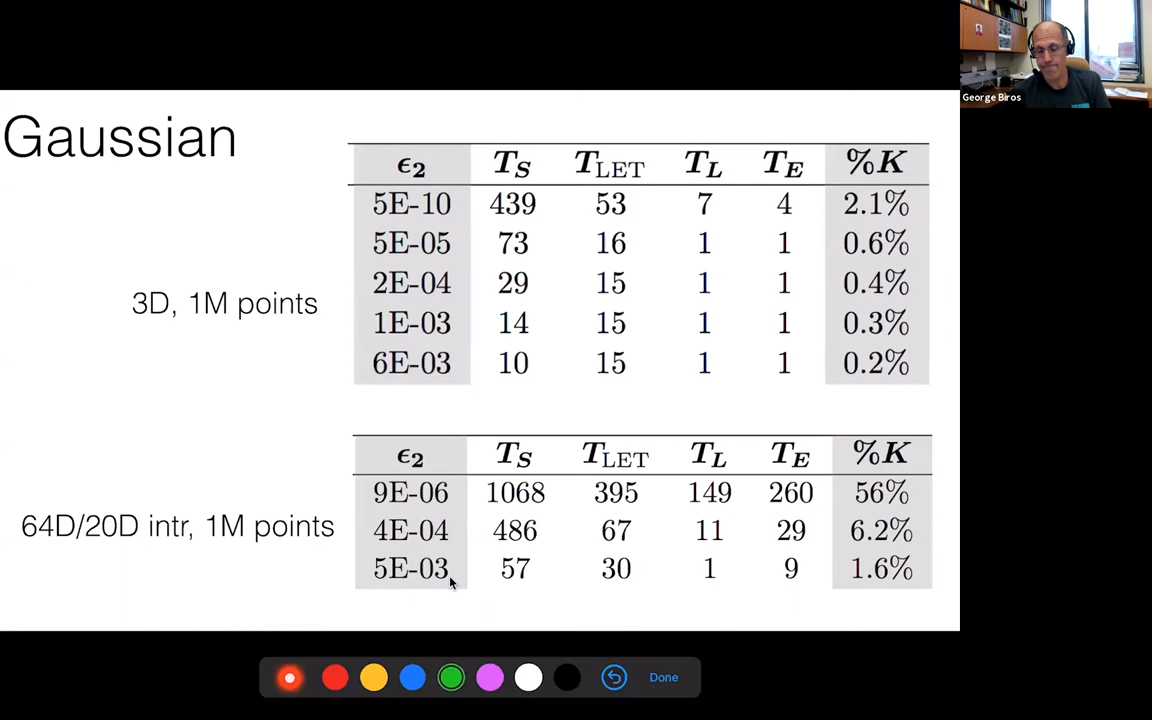 George Biros
Gaussian
ϵ₂ T_S T_LET T_L T_E %K
5E-10 439 53 7 4 2.1%
5E-05 73 16 1 1 0.6%
2E-04 29 15 1 1 0.4%
1E-03 14 15 1 1 0.3%
6E-03 10 15 1 1 0.2%
3D, 1M points
ϵ₂ T_S T_LET T_L T_E %K
9E-06 1068 395 149 260 56%
4E-04 486 67 11 29 6.2%
5E-03 57 30 1 9 1.6%
64D/20D intr, 1M points
Done